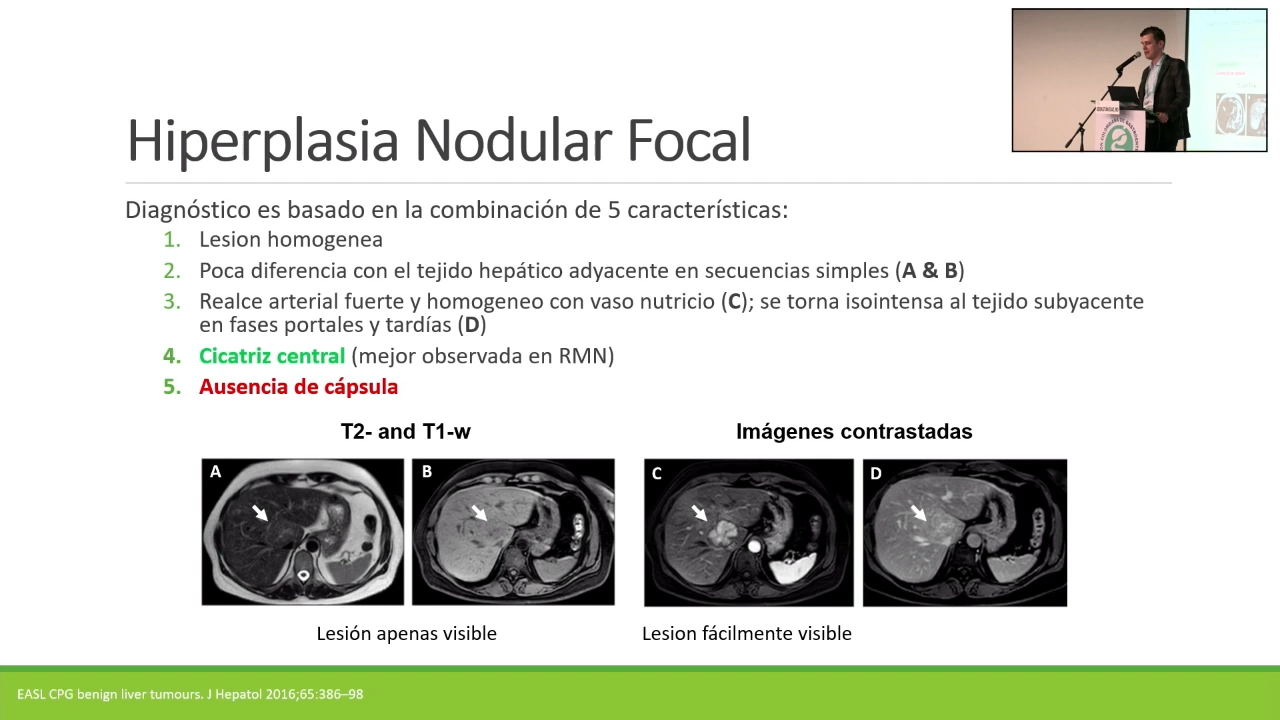 Hiperplasia Nodular Focal
Diagnóstico es basado en la combinación de 5 características:
1. Lesion homogenea
2. Poca diferencia con el tejido hepático adyacente en secuencias simples (A & B)
3. Realce arterial fuerte y homogeneo con vaso nutricio (C); se torna isointensa al tejido subyacente
en fases portales y tardías (D)
4. Cicatriz central (mejor observada en RMN)
5. Ausencia de cápsula
T2- and T1-w
Imágenes contrastadas
A
B
C
D
Lesión apenas visible
Lesion fácilmente visible
EASL CPG benign liver tumours. J Hepatol 2016;65:386–98